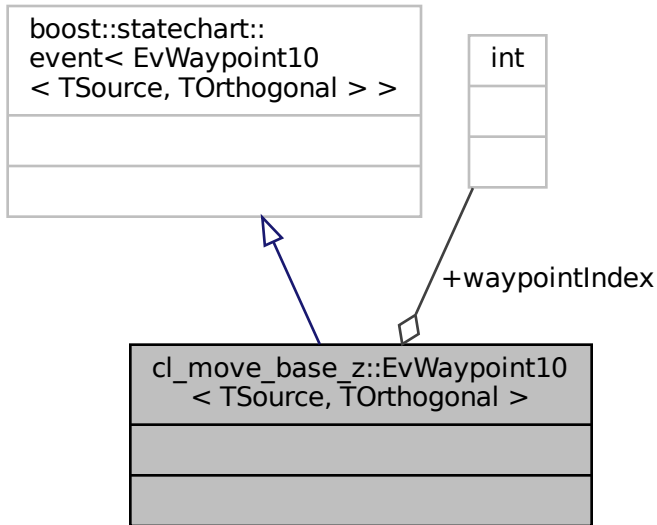 boost::statechart::
event< EvWaypoint10
< TSource, TOrthogonal > >
int
+waypointIndex
cl_move_base_z::EvWaypoint10
< TSource, TOrthogonal >